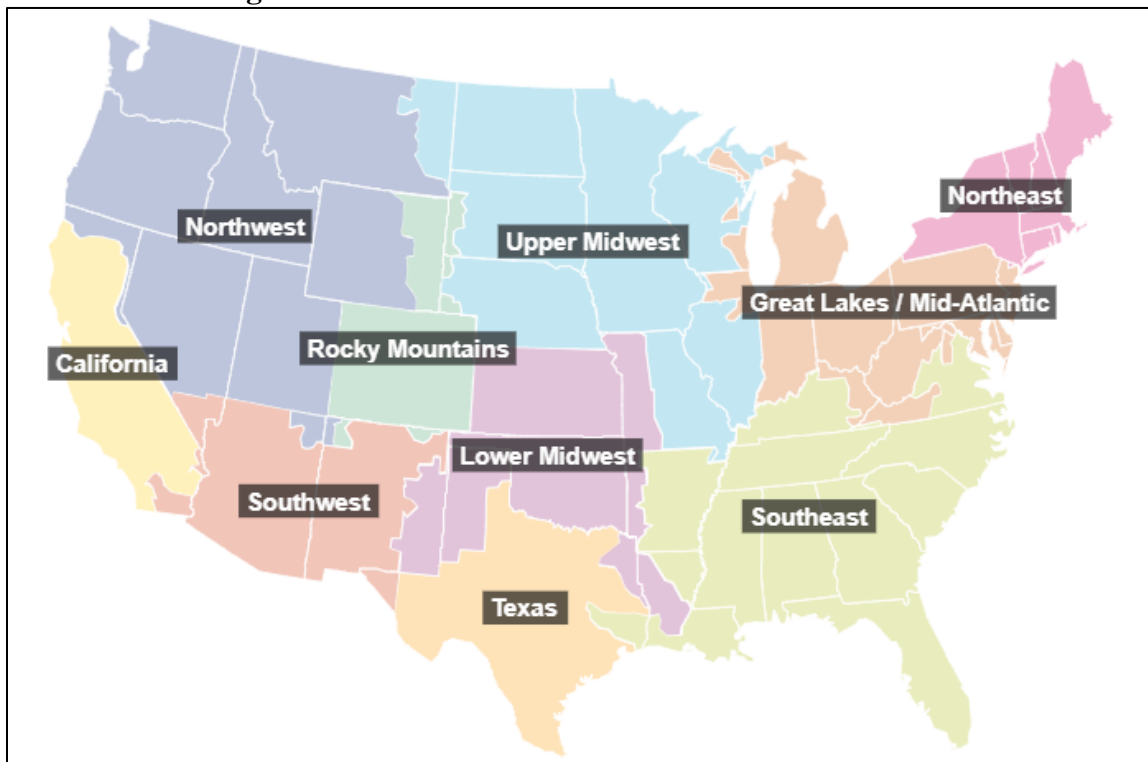 Northeast
Northwest
Upper Midwest
Great Lakes / Mid-Atlantic
Rocky Mountains
California
Lower Midwest
Southwest
Southeast
Texas